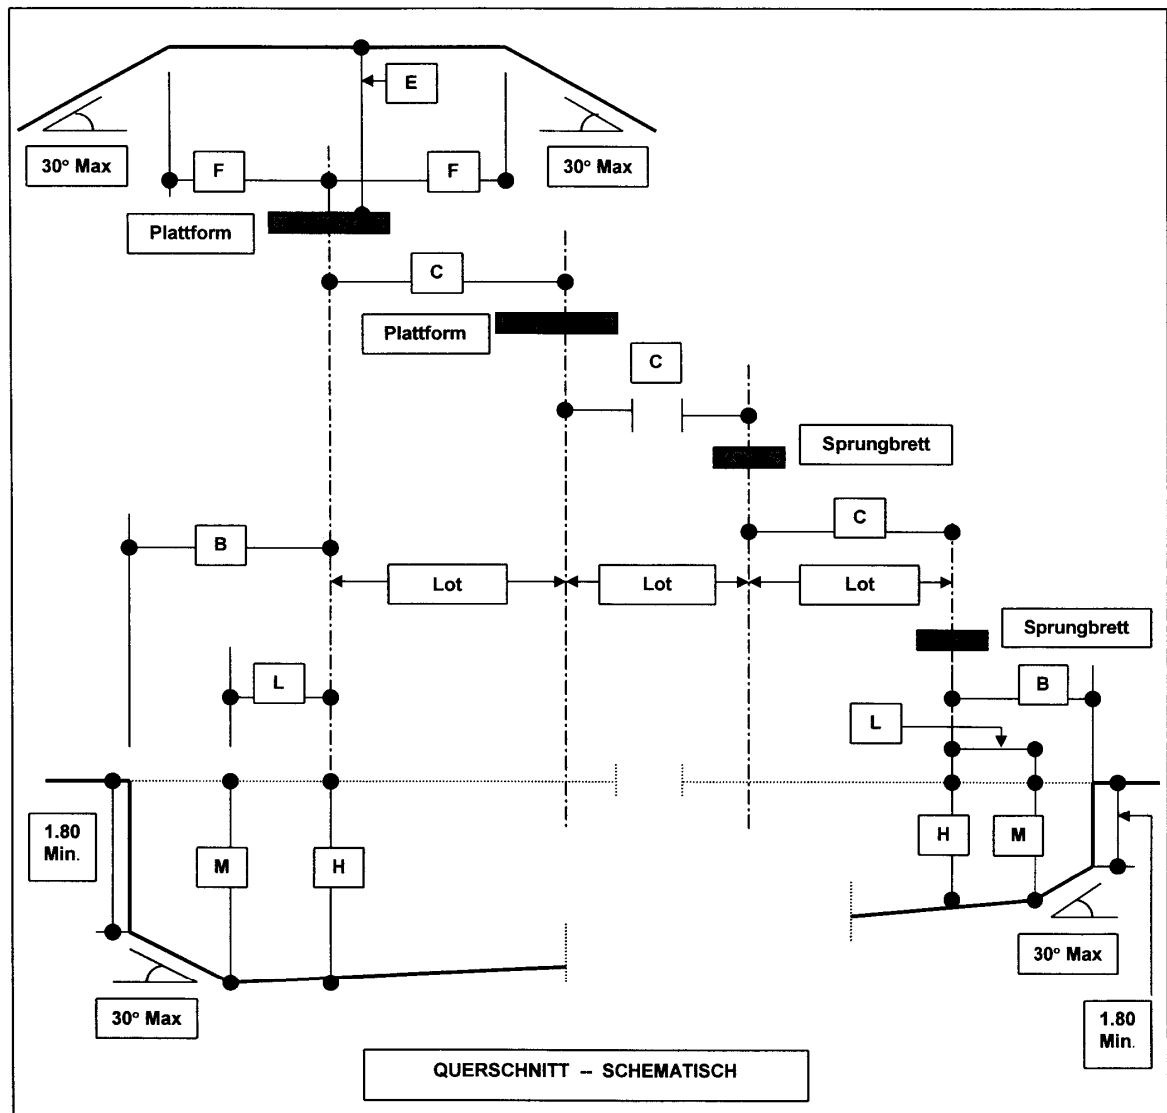 E
30° Max
F
F
30° Max
Plattform
C
Plattform
C
Sprungbrett
C
B
Lot
Lot
Lot
Sprungbrett
L
B
L
1.80
Min.
M
H
H
M
30° Max
30° Max
1.80
Min.
QUERSCHNITT -- SCHEMATISCH